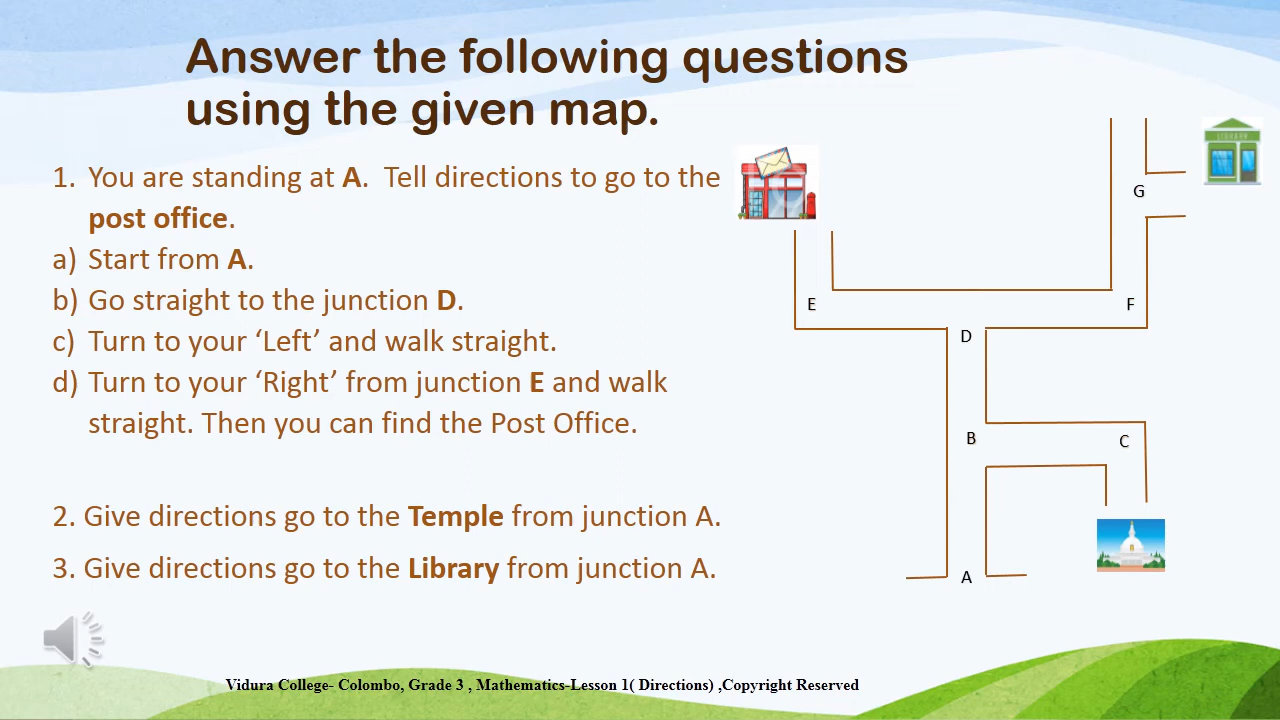 Answer the following questions
using the given map.
1. You are standing at A. Tell directions to go to the
post office.
a) Start from A.
b) Go straight to the junction D.
c) Turn to your ‘Left’ and walk straight.
d) Turn to your ‘Right’ from junction E and walk
straight. Then you can find the Post Office.
2. Give directions go to the Temple from junction A.
3. Give directions go to the Library from junction A.
LIBRARY
G
E
F
D
B
C
A
Vidura College- Colombo, Grade 3 , Mathematics-Lesson 1( Directions) ,Copyright Reserved